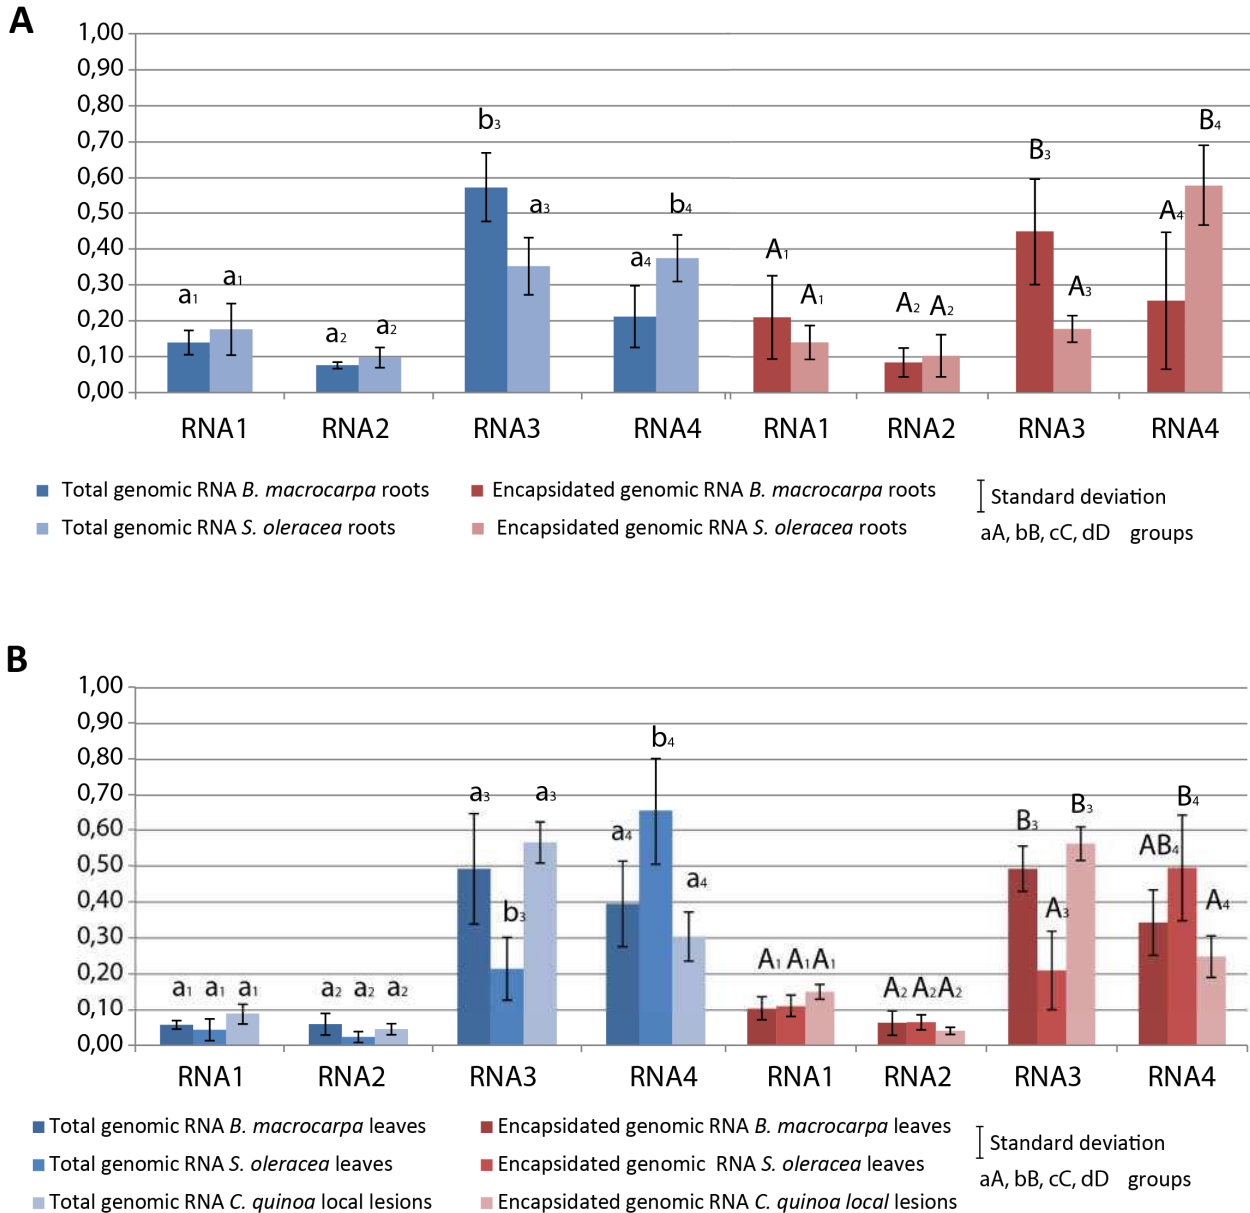 A
1,00
0,90
0,80
0,70
0,60
0,50
0,40
0,30
0,20
0,10
0,00
a1 a1 a2 a2 b3 a3 a4 b4 A1 A1 A2 A2 B3 A3 A4 B4
RNA1 RNA2 RNA3 RNA4 RNA1 RNA2 RNA3 RNA4
Total genomic RNA B. macrocarpa roots Encapsidated genomic RNA B. macrocarpa roots Standard deviation
Total genomic RNA S. oleracea roots Encapsidated genomic RNA S. oleracea roots aA, bB, cC, dD groups
B
1,00
0,90
0,80
0,70
0,60
0,50
0,40
0,30
0,20
0,10
0,00
a1 a1 a1 a2 a2 a2 a3 b3 a3 a4 b4 a4 A1 A1 A1 A2 A2 A2 B3 A3 B3 AB4 B4 A4
RNA1 RNA2 RNA3 RNA4 RNA1 RNA2 RNA3 RNA4
Total genomic RNA B. macrocarpa leaves Encapsidated genomic RNA B. macrocarpa leaves Standard deviation
Total genomic RNA S. oleracea leaves Encapsidated genomic RNA S. oleracea leaves aA, bB, cC, dD groups
Total genomic RNA C. quinoa local lesions Encapsidated genomic RNA C. quinoa local lesions